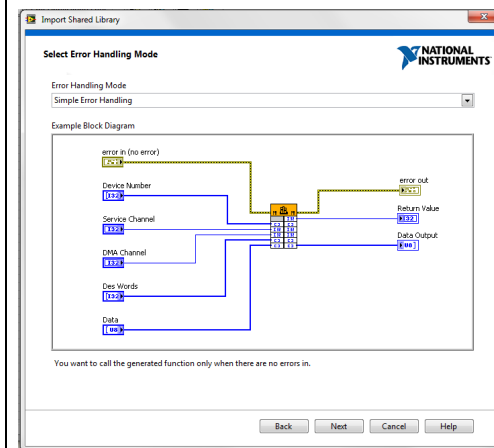 Import Shared Library
Select Error Handling Mode
NATIONAL
INSTRUMENTS
Error Handling Mode
Simple Error Handling
Example Block Diagram
error in (no error)
error out
Device Number
[I32]
Return Value
I32
Service Channel
I32
Data Output
[U8]
DMA Channel
I32
Des Words
[I32]
Data
[U8]
You want to call the generated function only when there are no errors in.
Back Next Cancel Help